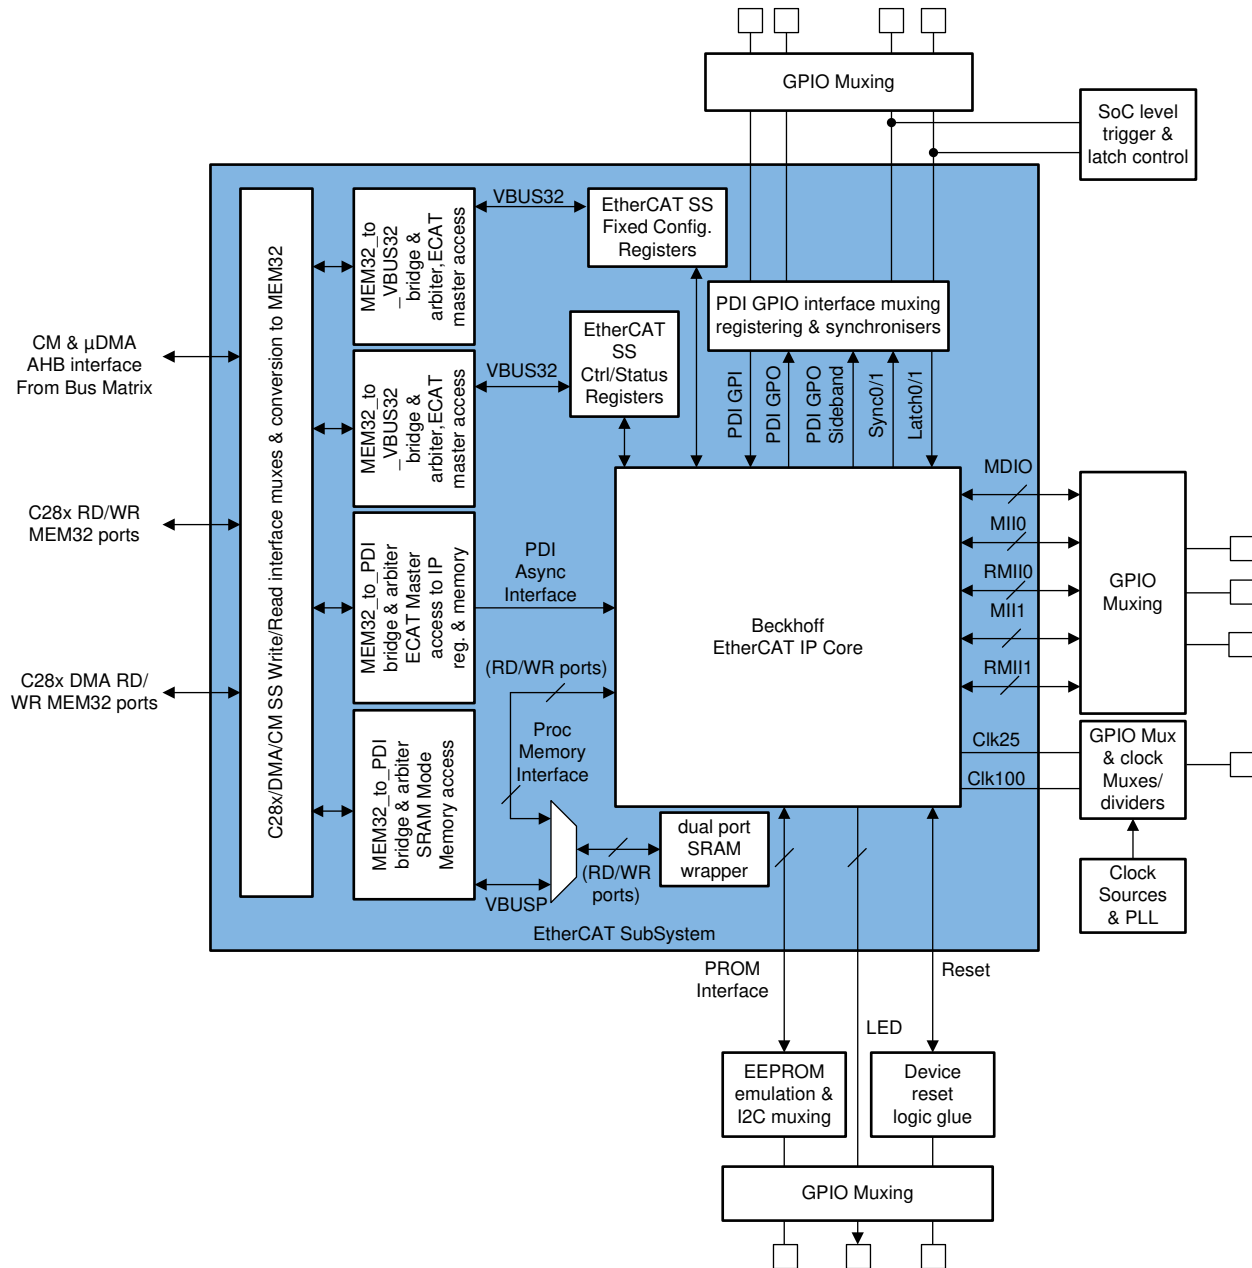 GPIO Muxing
SoC level
trigger &
latch control
CM & µDMA
AHB interface
From Bus Matrix
C28x RD/WR
MEM32 ports
C28x DMA RD/
WR MEM32 ports
C28x/DMA/CM SS Write/Read interface muxes & conversion to MEM32
MEM32_to
_VBUS32
bridge &
arbiter,ECAT
master access
VBUS32
EtherCAT SS
Fixed Config.
Registers
MEM32_to
_VBUS32
bridge &
arbiter,ECAT
master access
VBUS32
EtherCAT
SS
Ctrl/Status
Registers
MEM32_to_PDI
bridge & arbiter
ECAT Master
access to IP
reg. & memory
PDI
Async
Interface
MEM32_to_PDI
bridge & arbiter
SRAM Mode
Memory access
(RD/WR ports)
Proc
Memory
Interface
VBUSP
(RD/WR
ports)
dual port
SRAM
wrapper
PDI GPIO interface muxing
registering & synchronisers
PDI GPI
PDI GPO
PDI GPO
Sideband
Sync0/1
Latch0/1
Beckhoff
EtherCAT IP Core
MDIO
MII0
RMII0
MII1
RMII1
GPIO
Muxing
Clk25
Clk100
GPIO Mux
& clock
Muxes/
dividers
Clock
Sources
& PLL
EtherCAT SubSystem
PROM
Interface
LED
Reset
EEPROM
emulation &
I2C muxing
Device
reset
logic glue
GPIO Muxing